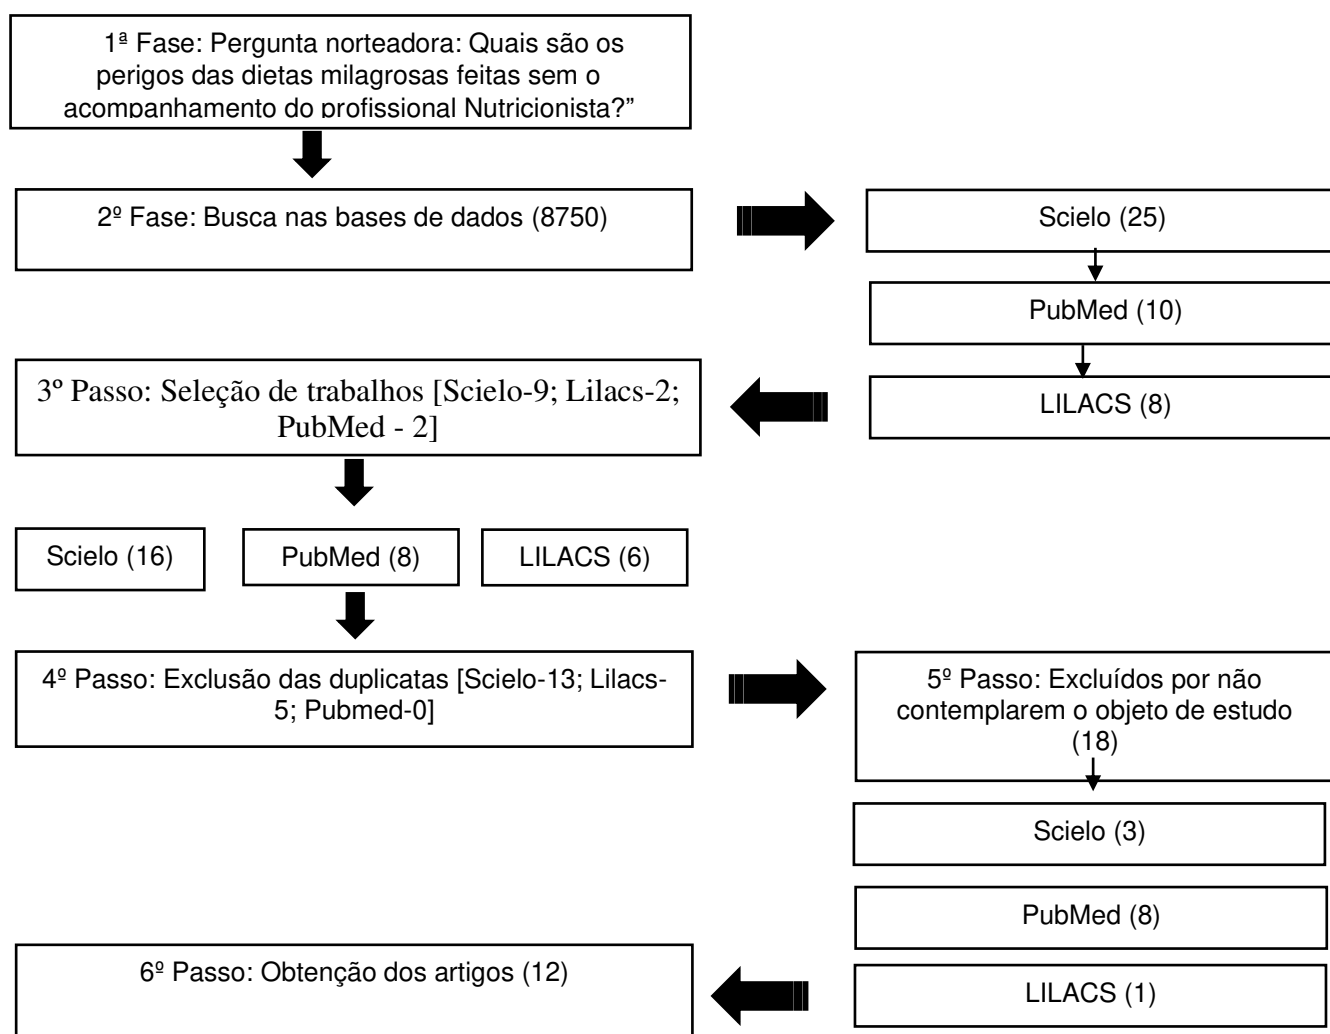 1ª Fase: Pergunta norteadora: Quais são os
perigos das dietas milagrosas feitas sem o
acompanhamento do profissional Nutricionista?”
2º Fase: Busca nas bases de dados (8750)
Scielo (25)
PubMed (10)
LILACS (8)
3º Passo: Seleção de trabalhos [Scielo-9; Lilacs-2;
PubMed - 2]
Scielo (16)
PubMed (8)
LILACS (6)
4º Passo: Exclusão das duplicatas [Scielo-13; Lilacs-
5; Pubmed-0]
5º Passo: Excluídos por não
contemplarem o objeto de estudo
(18)
Scielo (3)
PubMed (8)
LILACS (1)
6º Passo: Obtenção dos artigos (12)